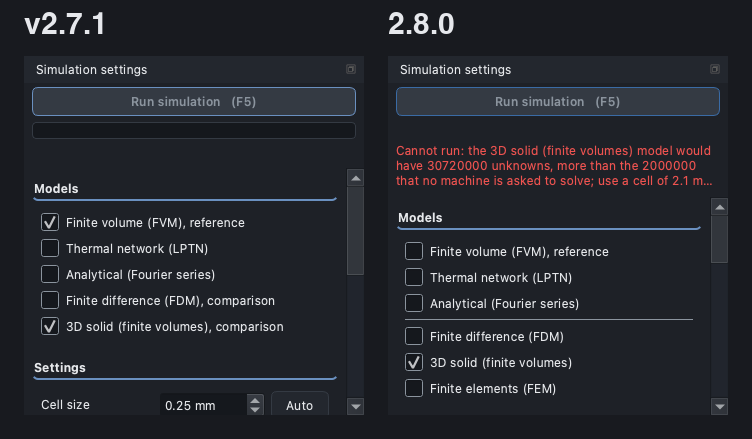 v2.7.1
Simulation settings
Run simulation (F5)
Models
Finite volume (FVM), reference
Thermal network (LPTN)
Analytical (Fourier series)
Finite difference (FDM), comparison
3D solid (finite volumes), comparison
Settings
Cell size
0.25 mm
Auto
2.8.0
Simulation settings
Run simulation (F5)
Cannot run: the 3D solid (finite volumes) model would
have 30720000 unknowns, more than the 2000000
that no machine is asked to solve; use a cell of 2.1 m...
Models
Finite volume (FVM), reference
Thermal network (LPTN)
Analytical (Fourier series)
Finite difference (FDM)
3D solid (finite volumes)
Finite elements (FEM)